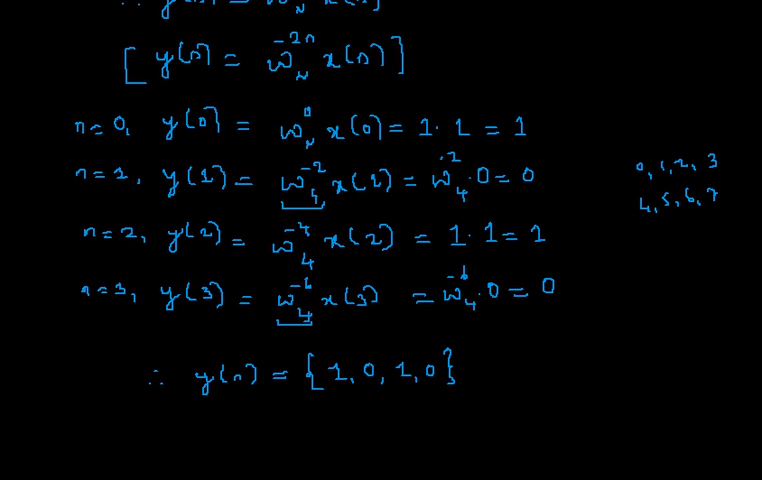 [ y(n) = W_N^{-2n} x(n) ]
n=0, y(0) = W_N^0 x(0) = 1·1 = 1
n=1, y(1) = W_4^{-2} x(1) = W_4^{-2}·0 = 0
0, 1, 2, 3
4, 5, 6, 7
n=2, y(2) = W_4^{-4} x(2) = 1·1 = 1
n=3, y(3) = W_4^{-6} x(3) = W_4^{-6}·0 = 0
∴ y(n) = {1, 0, 1, 0}